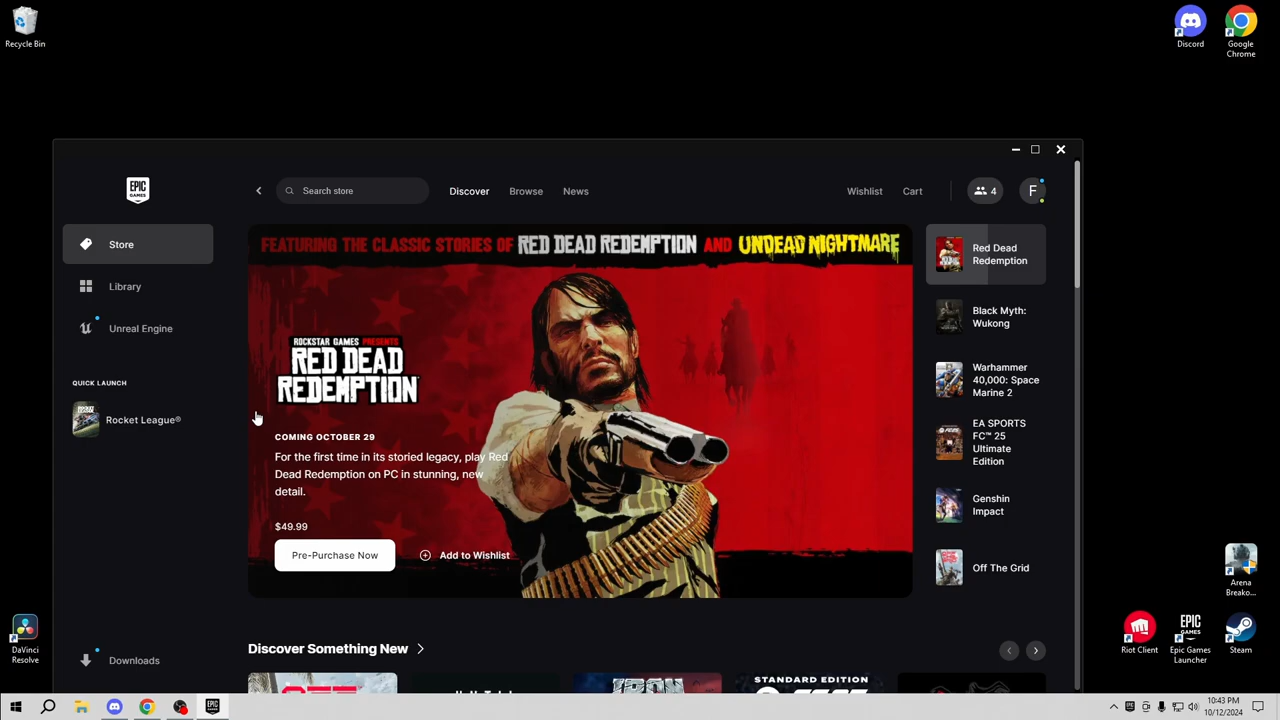 Recycle Bin
Discord
Google
Chrome
EPIC
GAMES
Search store
Discover
Browse
News
Wishlist
Cart
4
F
Store
Library
Unreal Engine
QUICK LAUNCH
Rocket League®
FEATURING THE CLASSIC STORIES OF RED DEAD REDEMPTION AND UNDEAD NIGHTMARE
ROCKSTAR GAMES PRESENTS
RED DEAD
REDEMPTION
COMING OCTOBER 29
For the first time in its storied legacy, play Red
Dead Redemption on PC in stunning, new
detail.
$49.99
Pre-Purchase Now
Add to Wishlist
Red Dead
Redemption
Black Myth:
Wukong
Warhammer
40,000: Space
Marine 2
EA SPORTS
FC™ 25
Ultimate
Edition
Genshin
Impact
Off The Grid
Discover Something New
STANDARD EDITION
Downloads
DaVinci
Resolve
Arena
Breako...
Riot Client
EPIC
GAMES
Epic Games
Launcher
Steam
10:43 PM
10/12/2024